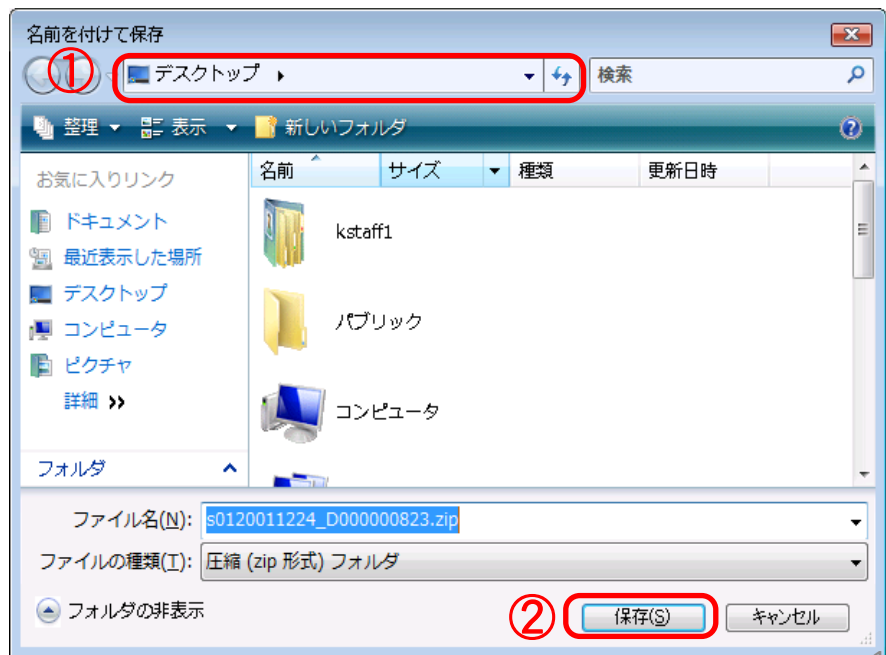 名前を付けて保存
①
デスクトップ
検索
整理 表示 新しいフォルダ
お気に入りリンク
ドキュメント
最近表示した場所
デスクトップ
コンピュータ
ピクチャ
詳細 >>
フォルダ
名前 サイズ 種類 更新日時
kstaff1
パブリック
コンピュータ
ファイル名(N): s0120011224_D000000823.zip
ファイルの種類(T): 圧縮 (zip 形式) フォルダ
フォルダの非表示
②
保存(S)
キャンセル